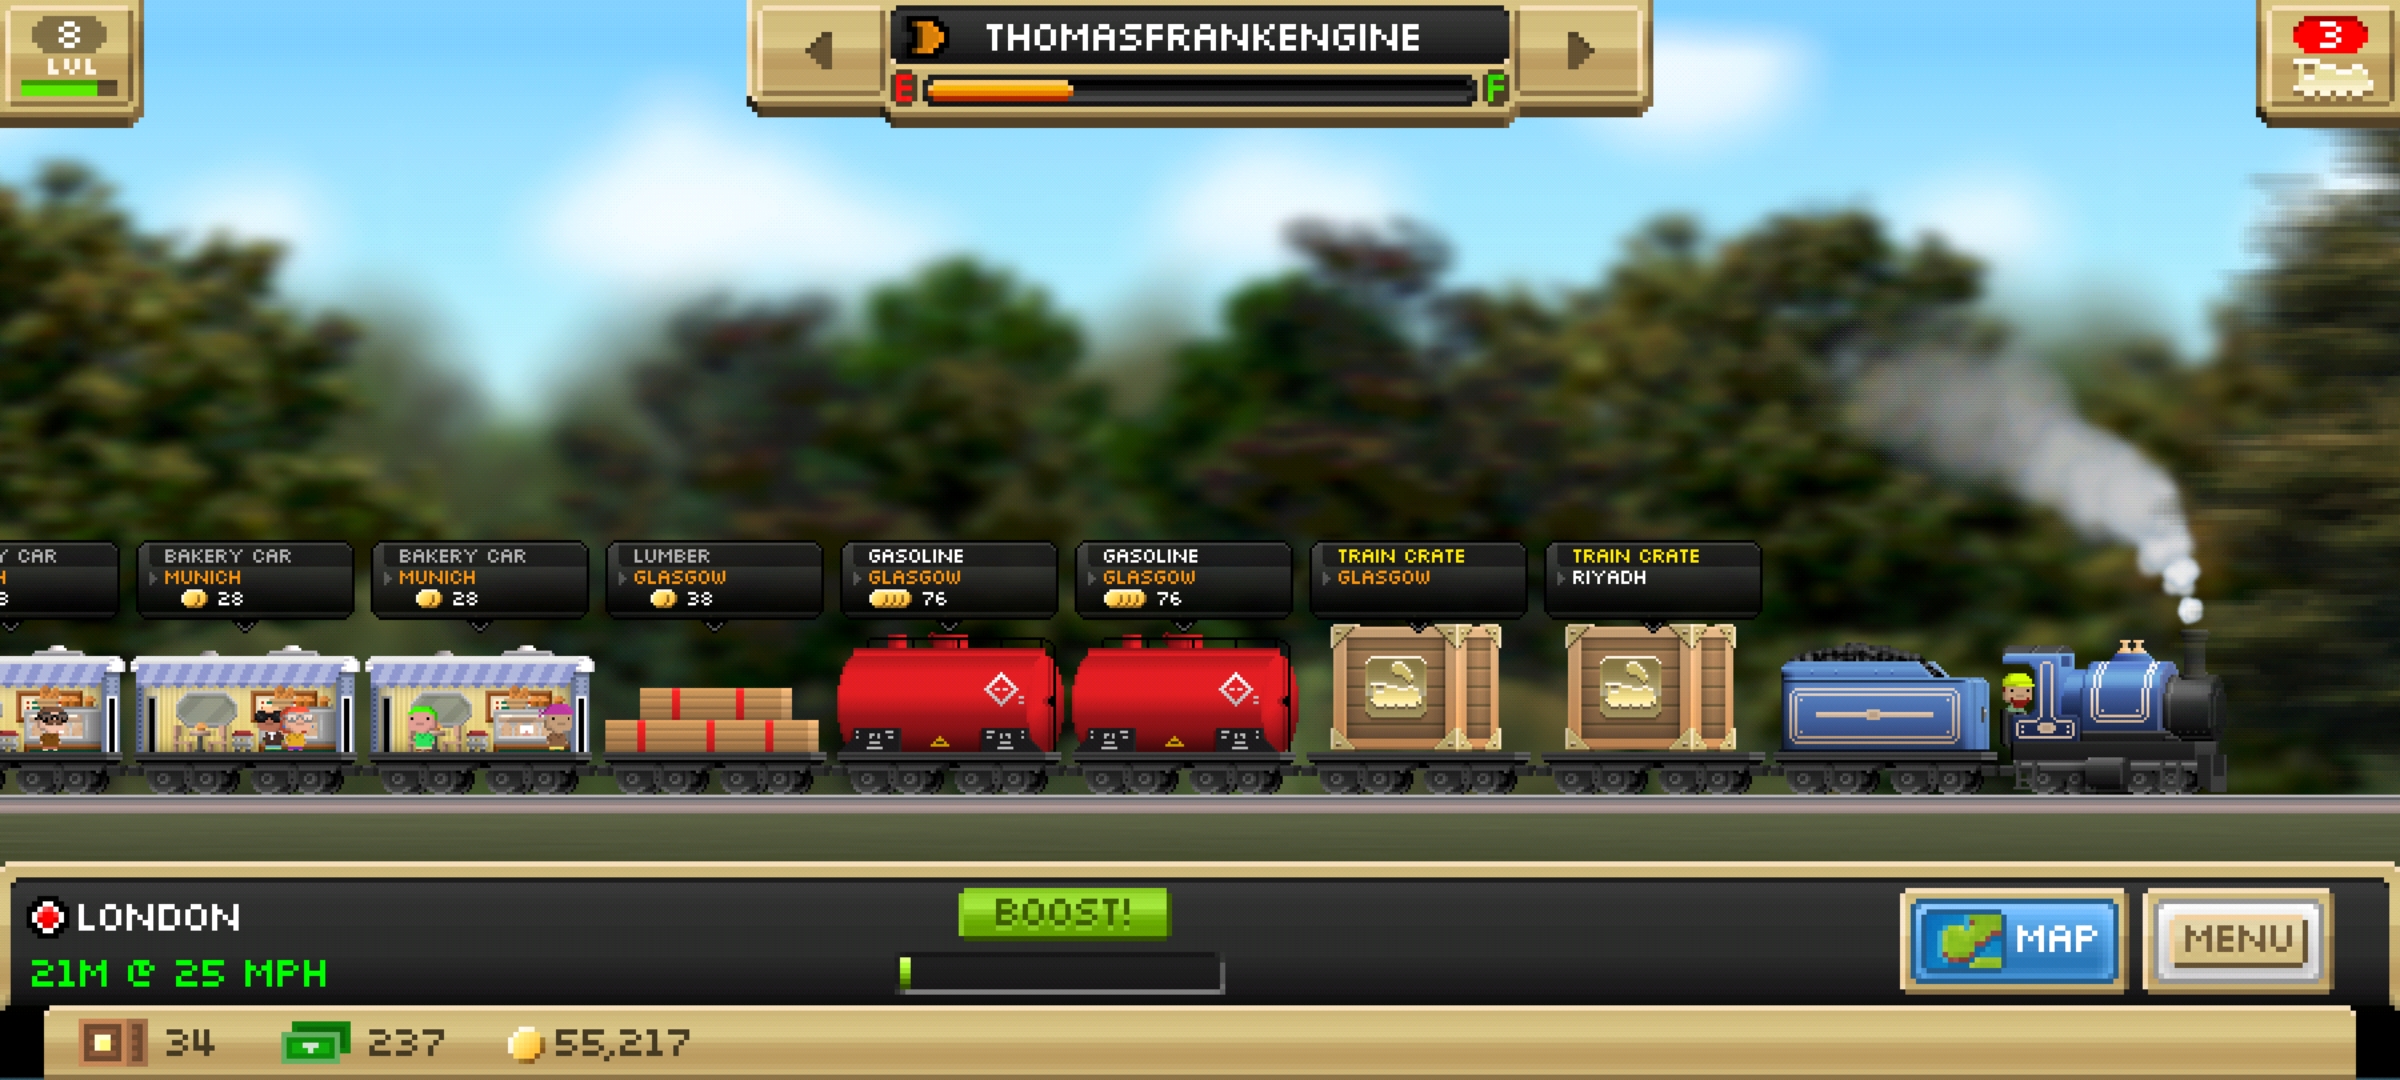 8
LVL
THOMASFRANKENGINE
E F
3
Y CAR
BAKERY CAR
MUNICH
28
BAKERY CAR
MUNICH
28
LUMBER
GLASGOW
38
GASOLINE
GLASGOW
76
GASOLINE
GLASGOW
76
TRAIN CRATE
GLASGOW
TRAIN CRATE
RIYADH
LONDON
21M @ 25 MPH
BOOST!
MAP
MENU
34
237
55,217